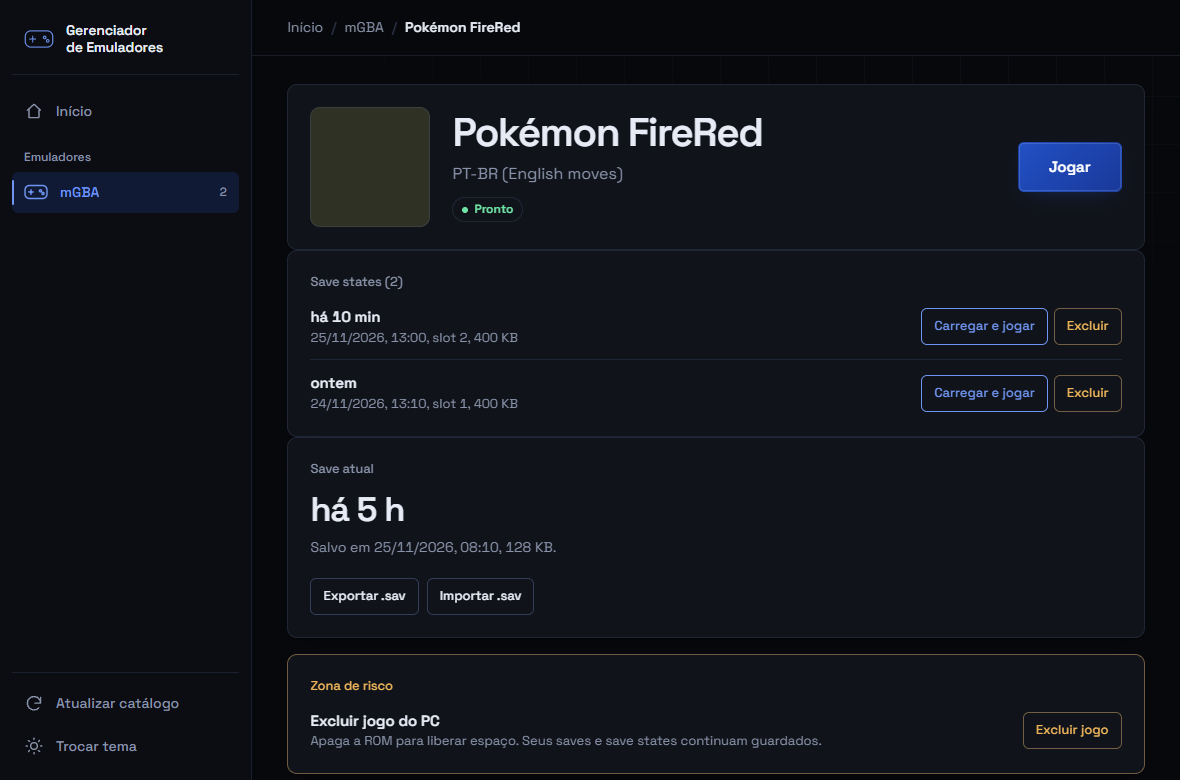 Gerenciador
de Emuladores
Início
Emuladores
mGBA 2
Atualizar catálogo
Trocar tema
Início / mGBA / Pokémon FireRed
Pokémon FireRed
PT-BR (English moves)
Pronto
Jogar
Save states (2)
há 10 min
25/11/2026, 13:00, slot 2, 400 KB
Carregar e jogar
Excluir
ontem
24/11/2026, 13:10, slot 1, 400 KB
Carregar e jogar
Excluir
Save atual
há 5 h
Salvo em 25/11/2026, 08:10, 128 KB.
Exportar .sav
Importar .sav
Zona de risco
Excluir jogo do PC
Apaga a ROM para liberar espaço. Seus saves e save states continuam guardados.
Excluir jogo